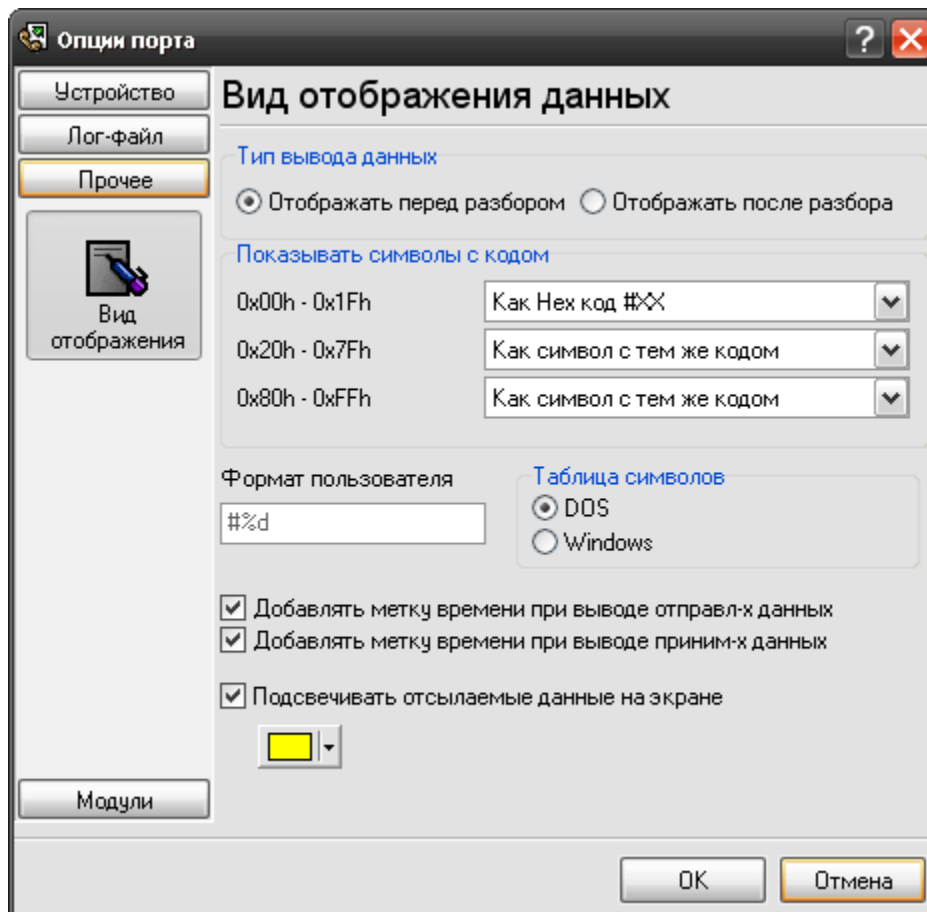 Опции порта
?
Устройство
Лог-файл
Прочее
Вид
отображения
Модули
Вид отображения данных
Тип вывода данных
Отображать перед разбором Отображать после разбора
Показывать символы с кодом
0x00h - 0x1Fh Как Hex код #XX
0x20h - 0x7Fh Как символ с тем же кодом
0x80h - 0xFFh Как символ с тем же кодом
Формат пользователя
#%d
Таблица символов
DOS
Windows
Добавлять метку времени при выводе отправл-х данных
Добавлять метку времени при выводе приним-х данных
Подсвечивать отсылаемые данные на экране
OK Отмена